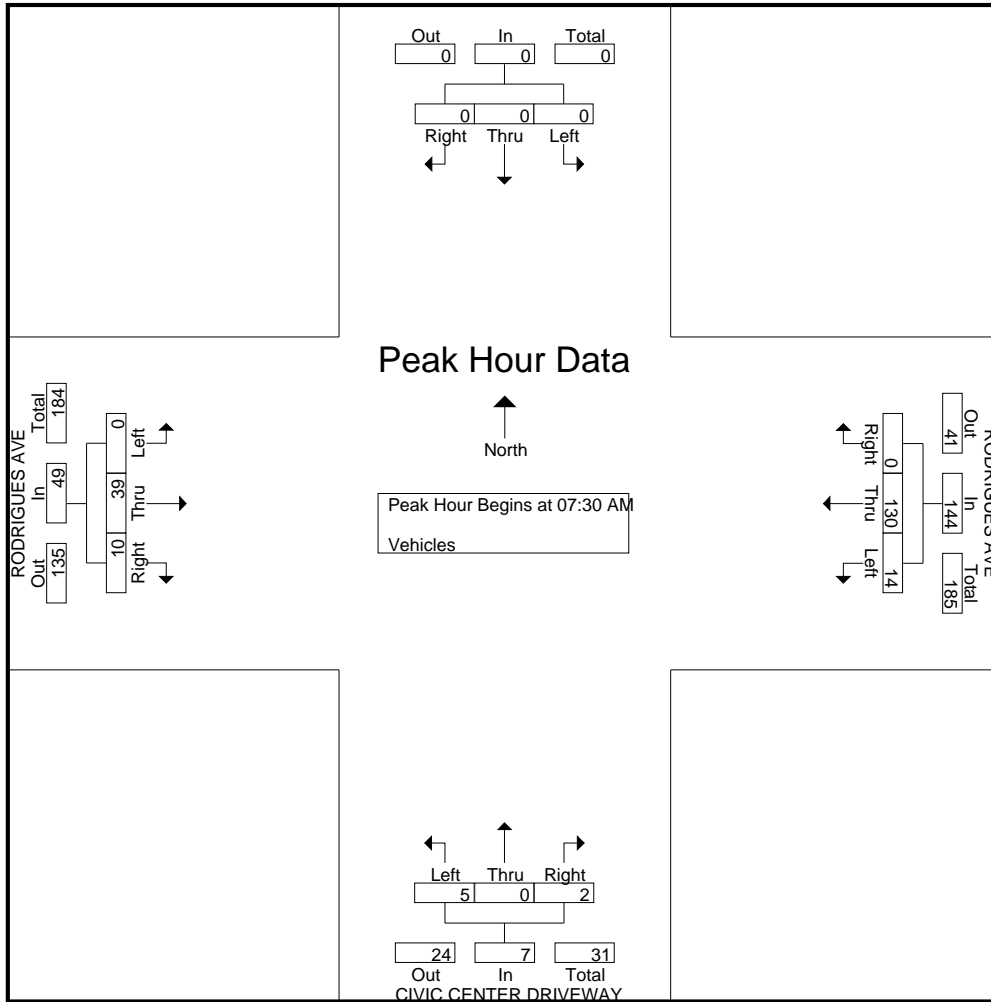 Out In Total
0 0 0
0 0 0
Right Thru Left
Peak Hour Data
North
Peak Hour Begins at 07:30 AM
Vehicles
RODRIGUES AVE
Out In Total
135 49 184
10 39 0
Right Thru Left
RODRIGUES AVE
Out In Total
41 144 185
0 130 14
Right Thru Left
Left Thru Right
5 0 2
24 7 31
Out In Total
CIVIC CENTER DRIVEWAY